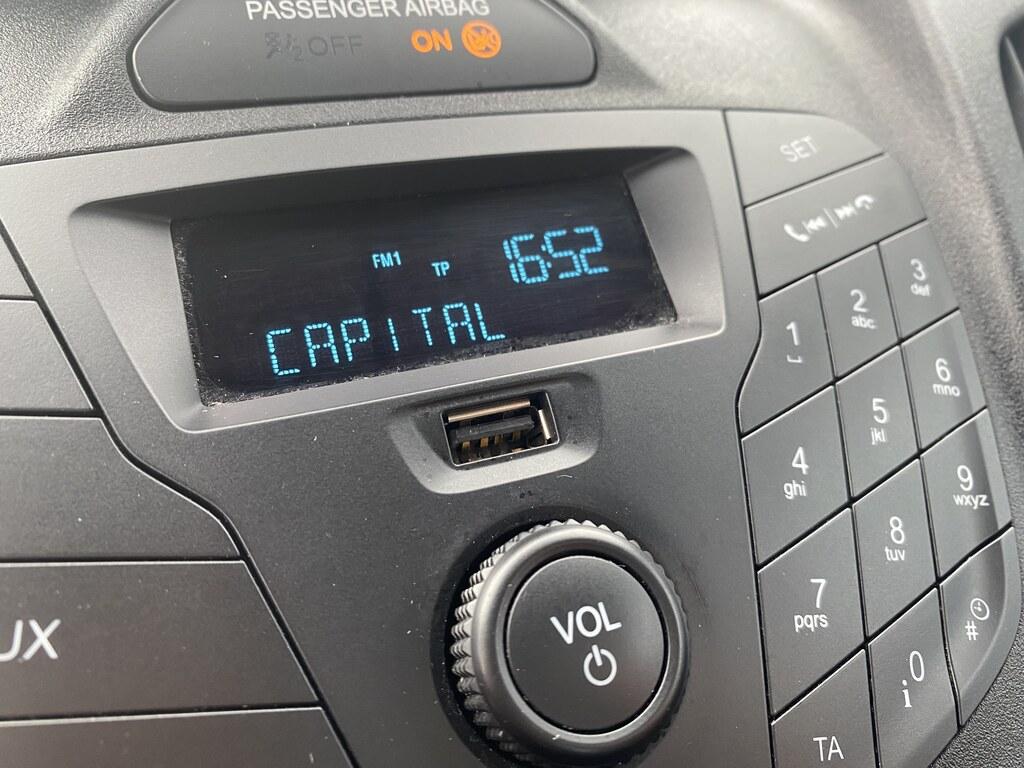 PASSENGER AIRBAG
2 OFF ON
FM1 TP 16:52
CAPITAL
SET
1
2 abc
3 def
4 ghi
5 jkl
6 mno
7 pqrs
8 tuv
9 wxyz
i 0
#
TA
VOL
UX